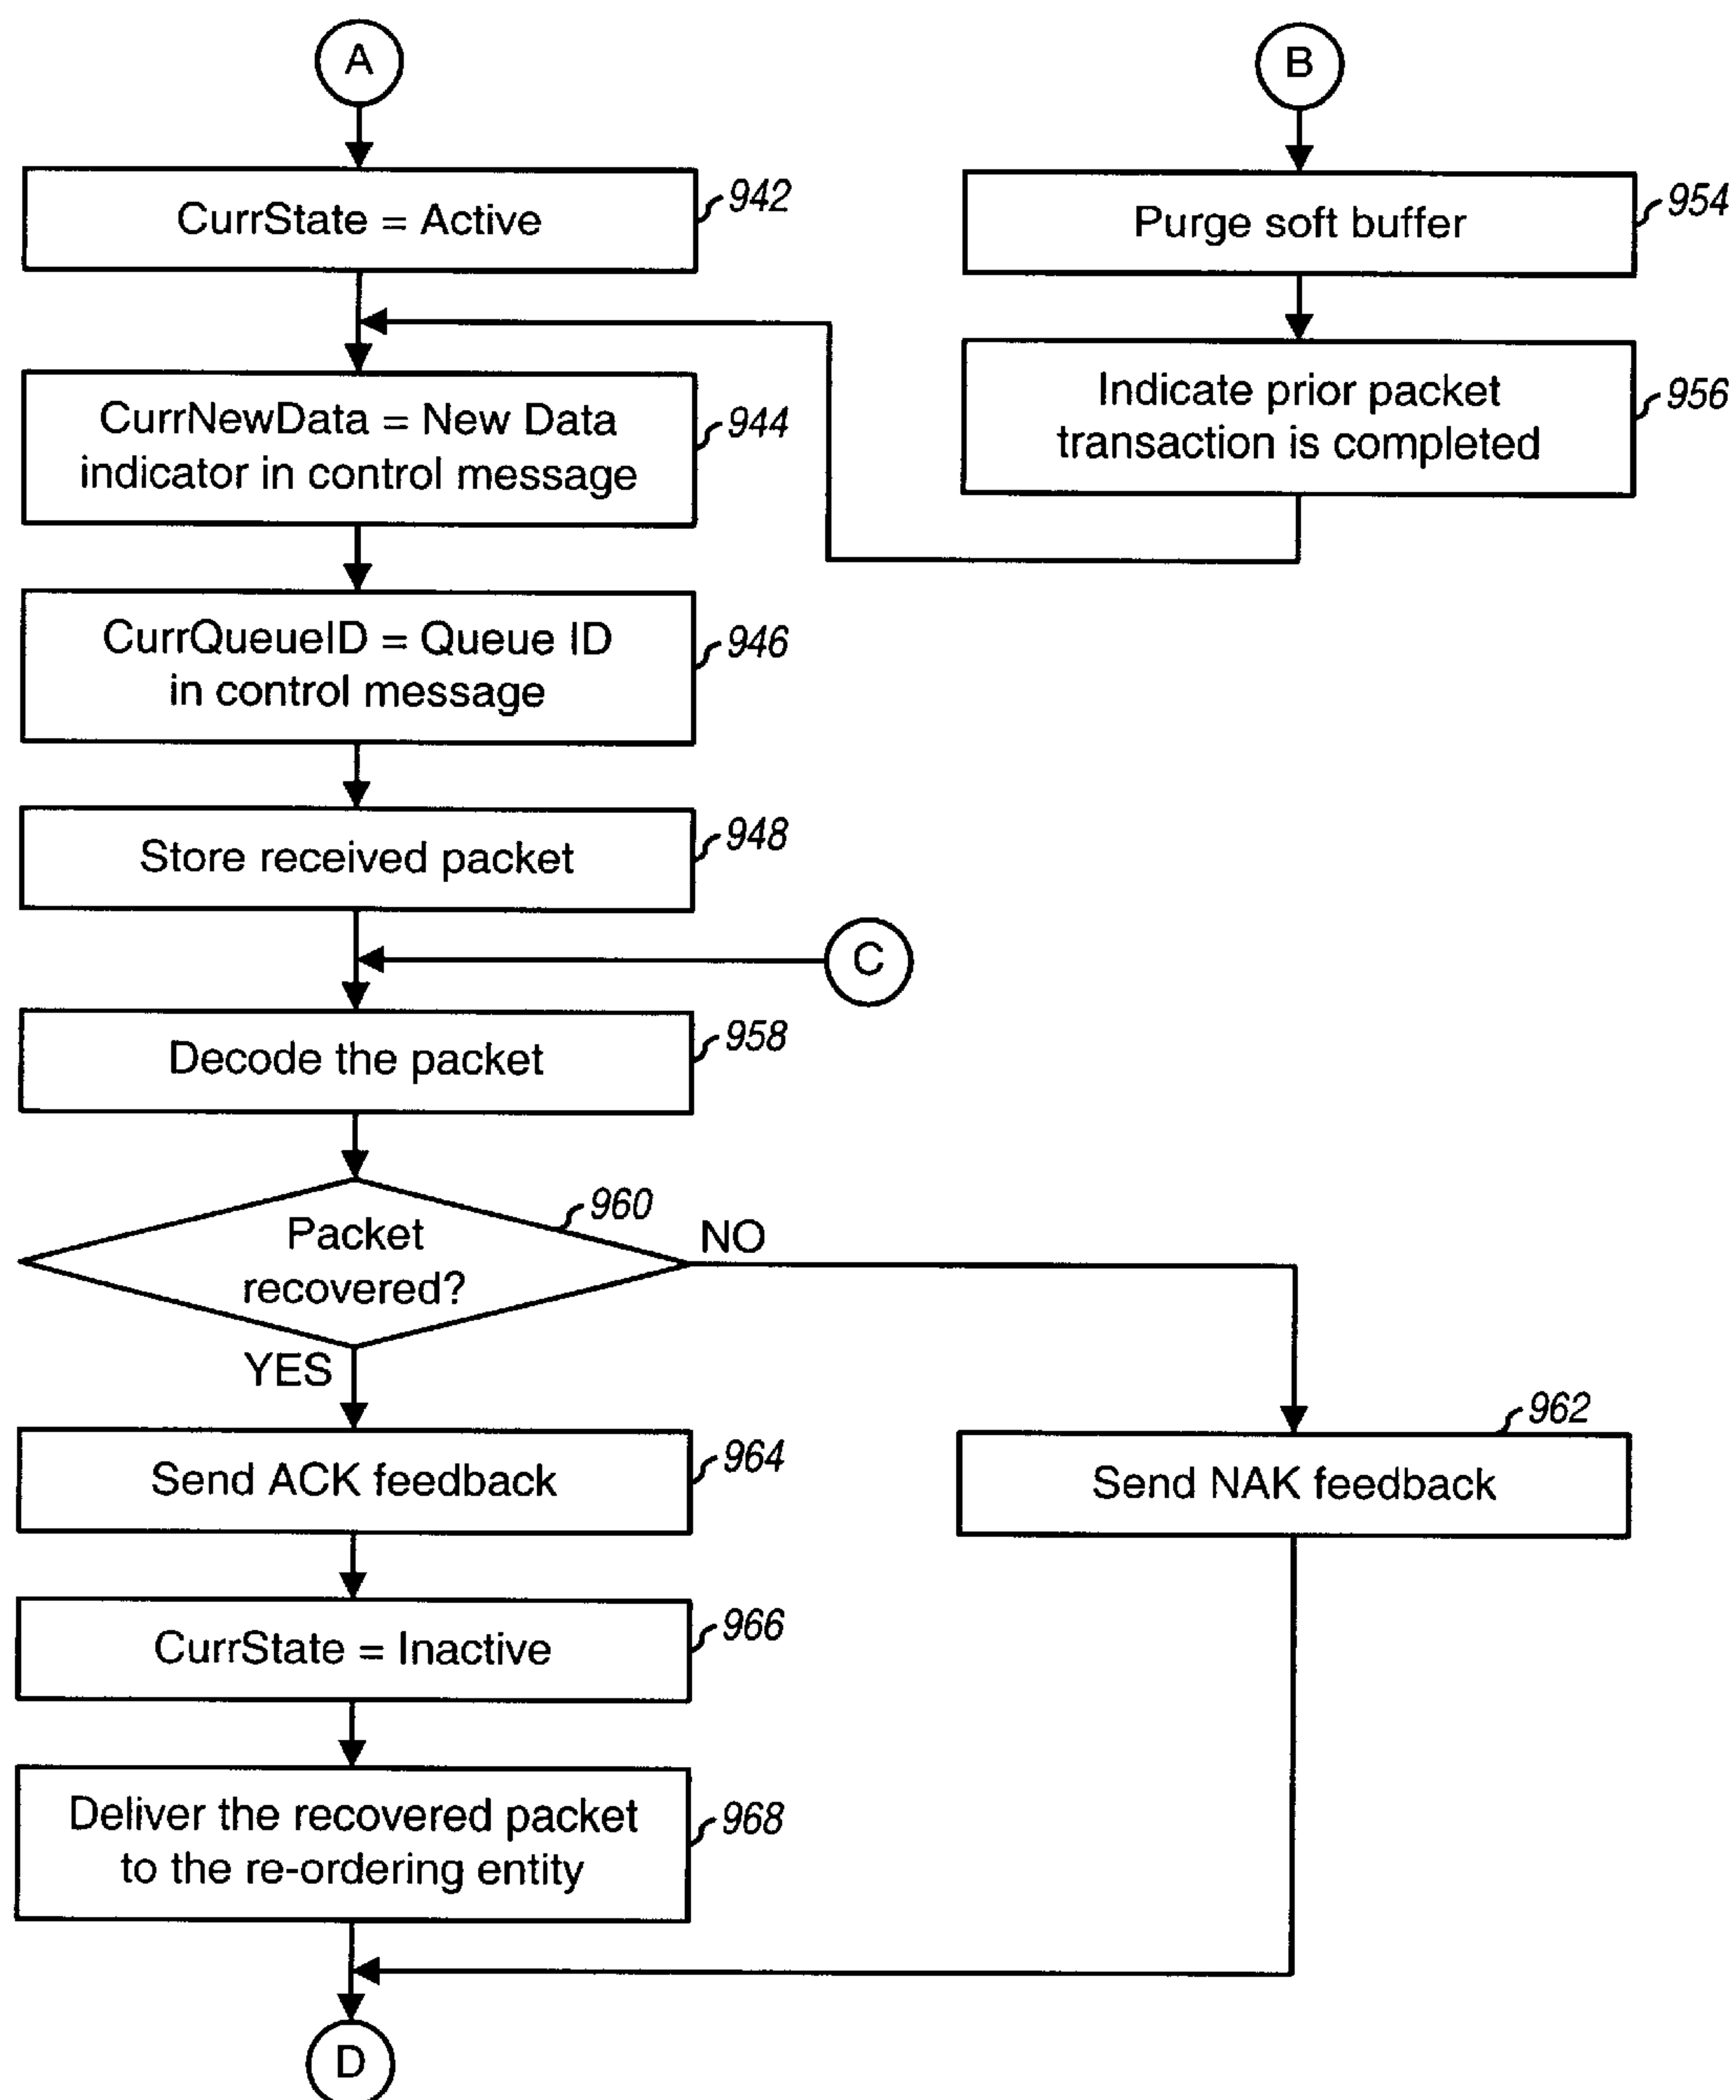 A
B
CurrState = Active
942
Purge soft buffer
954
CurrNewData = New Data
indicator in control message
944
Indicate prior packet
transaction is completed
956
CurrQueueID = Queue ID
in control message
946
Store received packet
948
C
Decode the packet
958
Packet
recovered?
960
NO
YES
Send ACK feedback
964
Send NAK feedback
962
CurrState = Inactive
966
Deliver the recovered packet
to the re-ordering entity
968
D